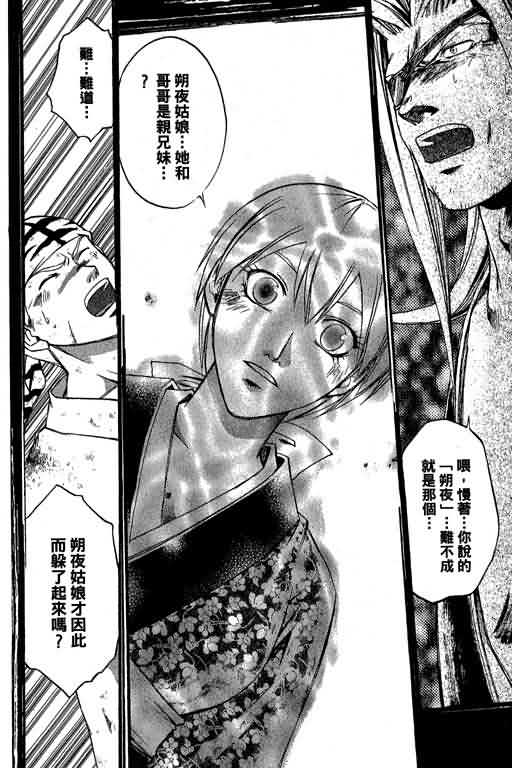 喂，慢著…你說的
「朔夜」…難不成
就是那個…
朔夜姑娘…她和
哥哥是親兄妹…
？
難…難道…
朔夜姑娘才因此
而躲了起來嗎？